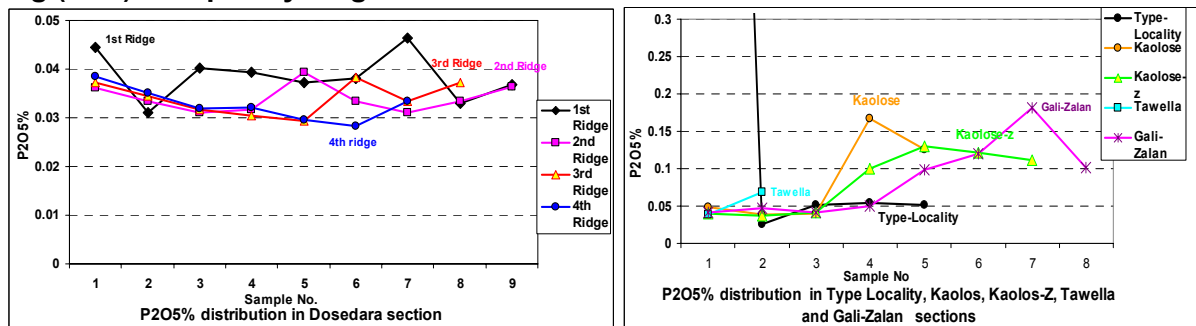 0.05
0.04
0.03
0.02
0.01
0
P2O5%
1 2 3 4 5 6 7 8 9
Sample No.
1st Ridge
3rd Ridge
2nd Ridge
4th ridge
1st
Ridge
2nd
Ridge
3rd
Ridge
4th
Ridge
P2O5% distribution in Dosedara section
0.3
0.25
0.2
0.15
0.1
0.05
0
P2O5%
1 2 3 4 5 6 7 8
Sample No
Kaolose
Gali-Zalan
Kaolose-z
Tawella
Type-Locality
Type-
Locality
Kaolose
Kaolose-
z
Tawella
Gali-
Zalan
P2O5% distribution in Type Locality, Kaolos, Kaolos-Z, Tawella
and Gali-Zalan sections